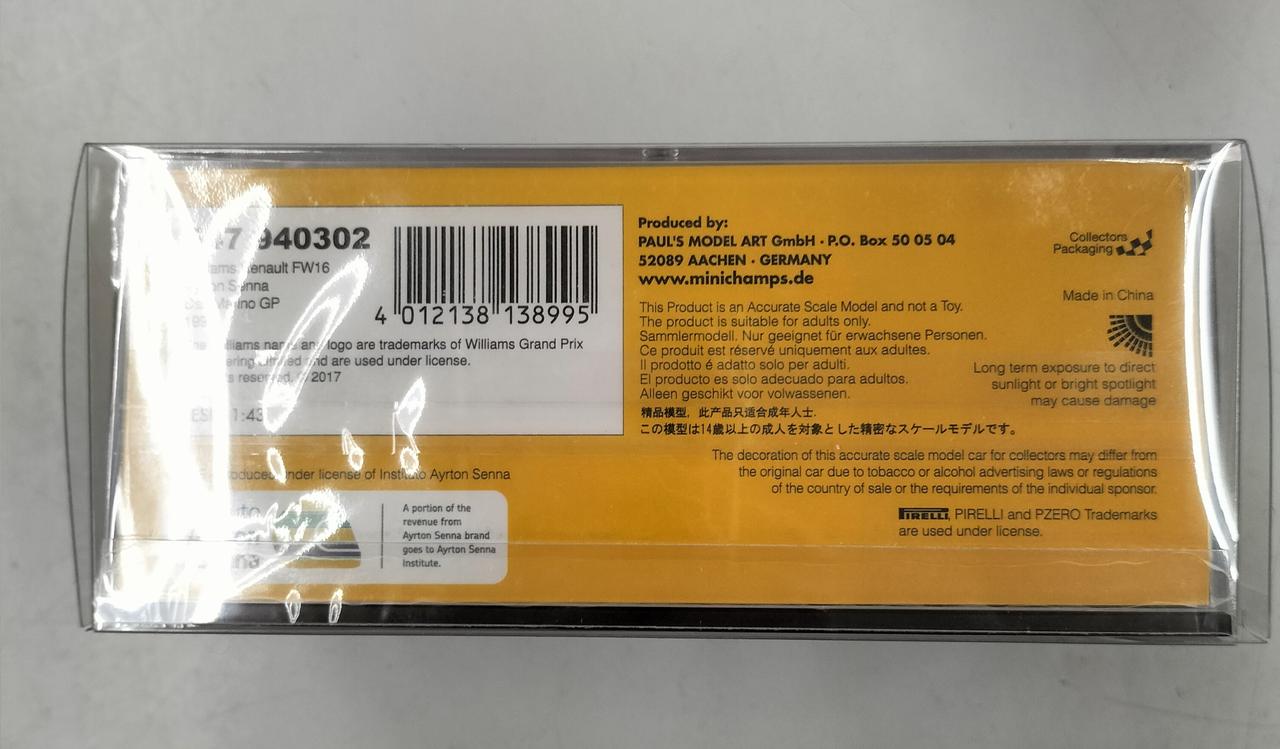 940302
Renault FW16
Senna
GP
4 012138 138995
name and logo are trademarks of Williams Grand Prix
and are used under license.
reserved. © 2017
1:43
under license of Instituto Ayrton Senna
A portion of the
revenue from
Ayrton Senna brand
goes to Ayrton Senna
Institute.
Produced by:
PAUL'S MODEL ART GmbH · P.O. Box 50 05 04
52089 AACHEN · GERMANY
www.minichamps.de
This Product is an Accurate Scale Model and not a Toy.
The product is suitable for adults only.
Sammlermodell. Nur geeignet für erwachsene Personen.
Ce produit est réservé uniquement aux adultes.
Il prodotto é adatto solo per adulti.
El producto es solo adecuado para adultos.
Alleen geschikt voor volwassenen.
精品模型，此产品只适合成年人士.
この模型は14歳以上の成人を対象とした精密なスケールモデルです。
Collectors
Packaging
Made in China
Long term exposure to direct
sunlight or bright spotlight
may cause damage
The decoration of this accurate scale model car for collectors may differ from
the original car due to tobacco or alcohol advertising laws or regulations
of the country of sale or the requirements of the individual sponsor.
PIRELLI, PIRELLI and PZERO Trademarks
are used under license.